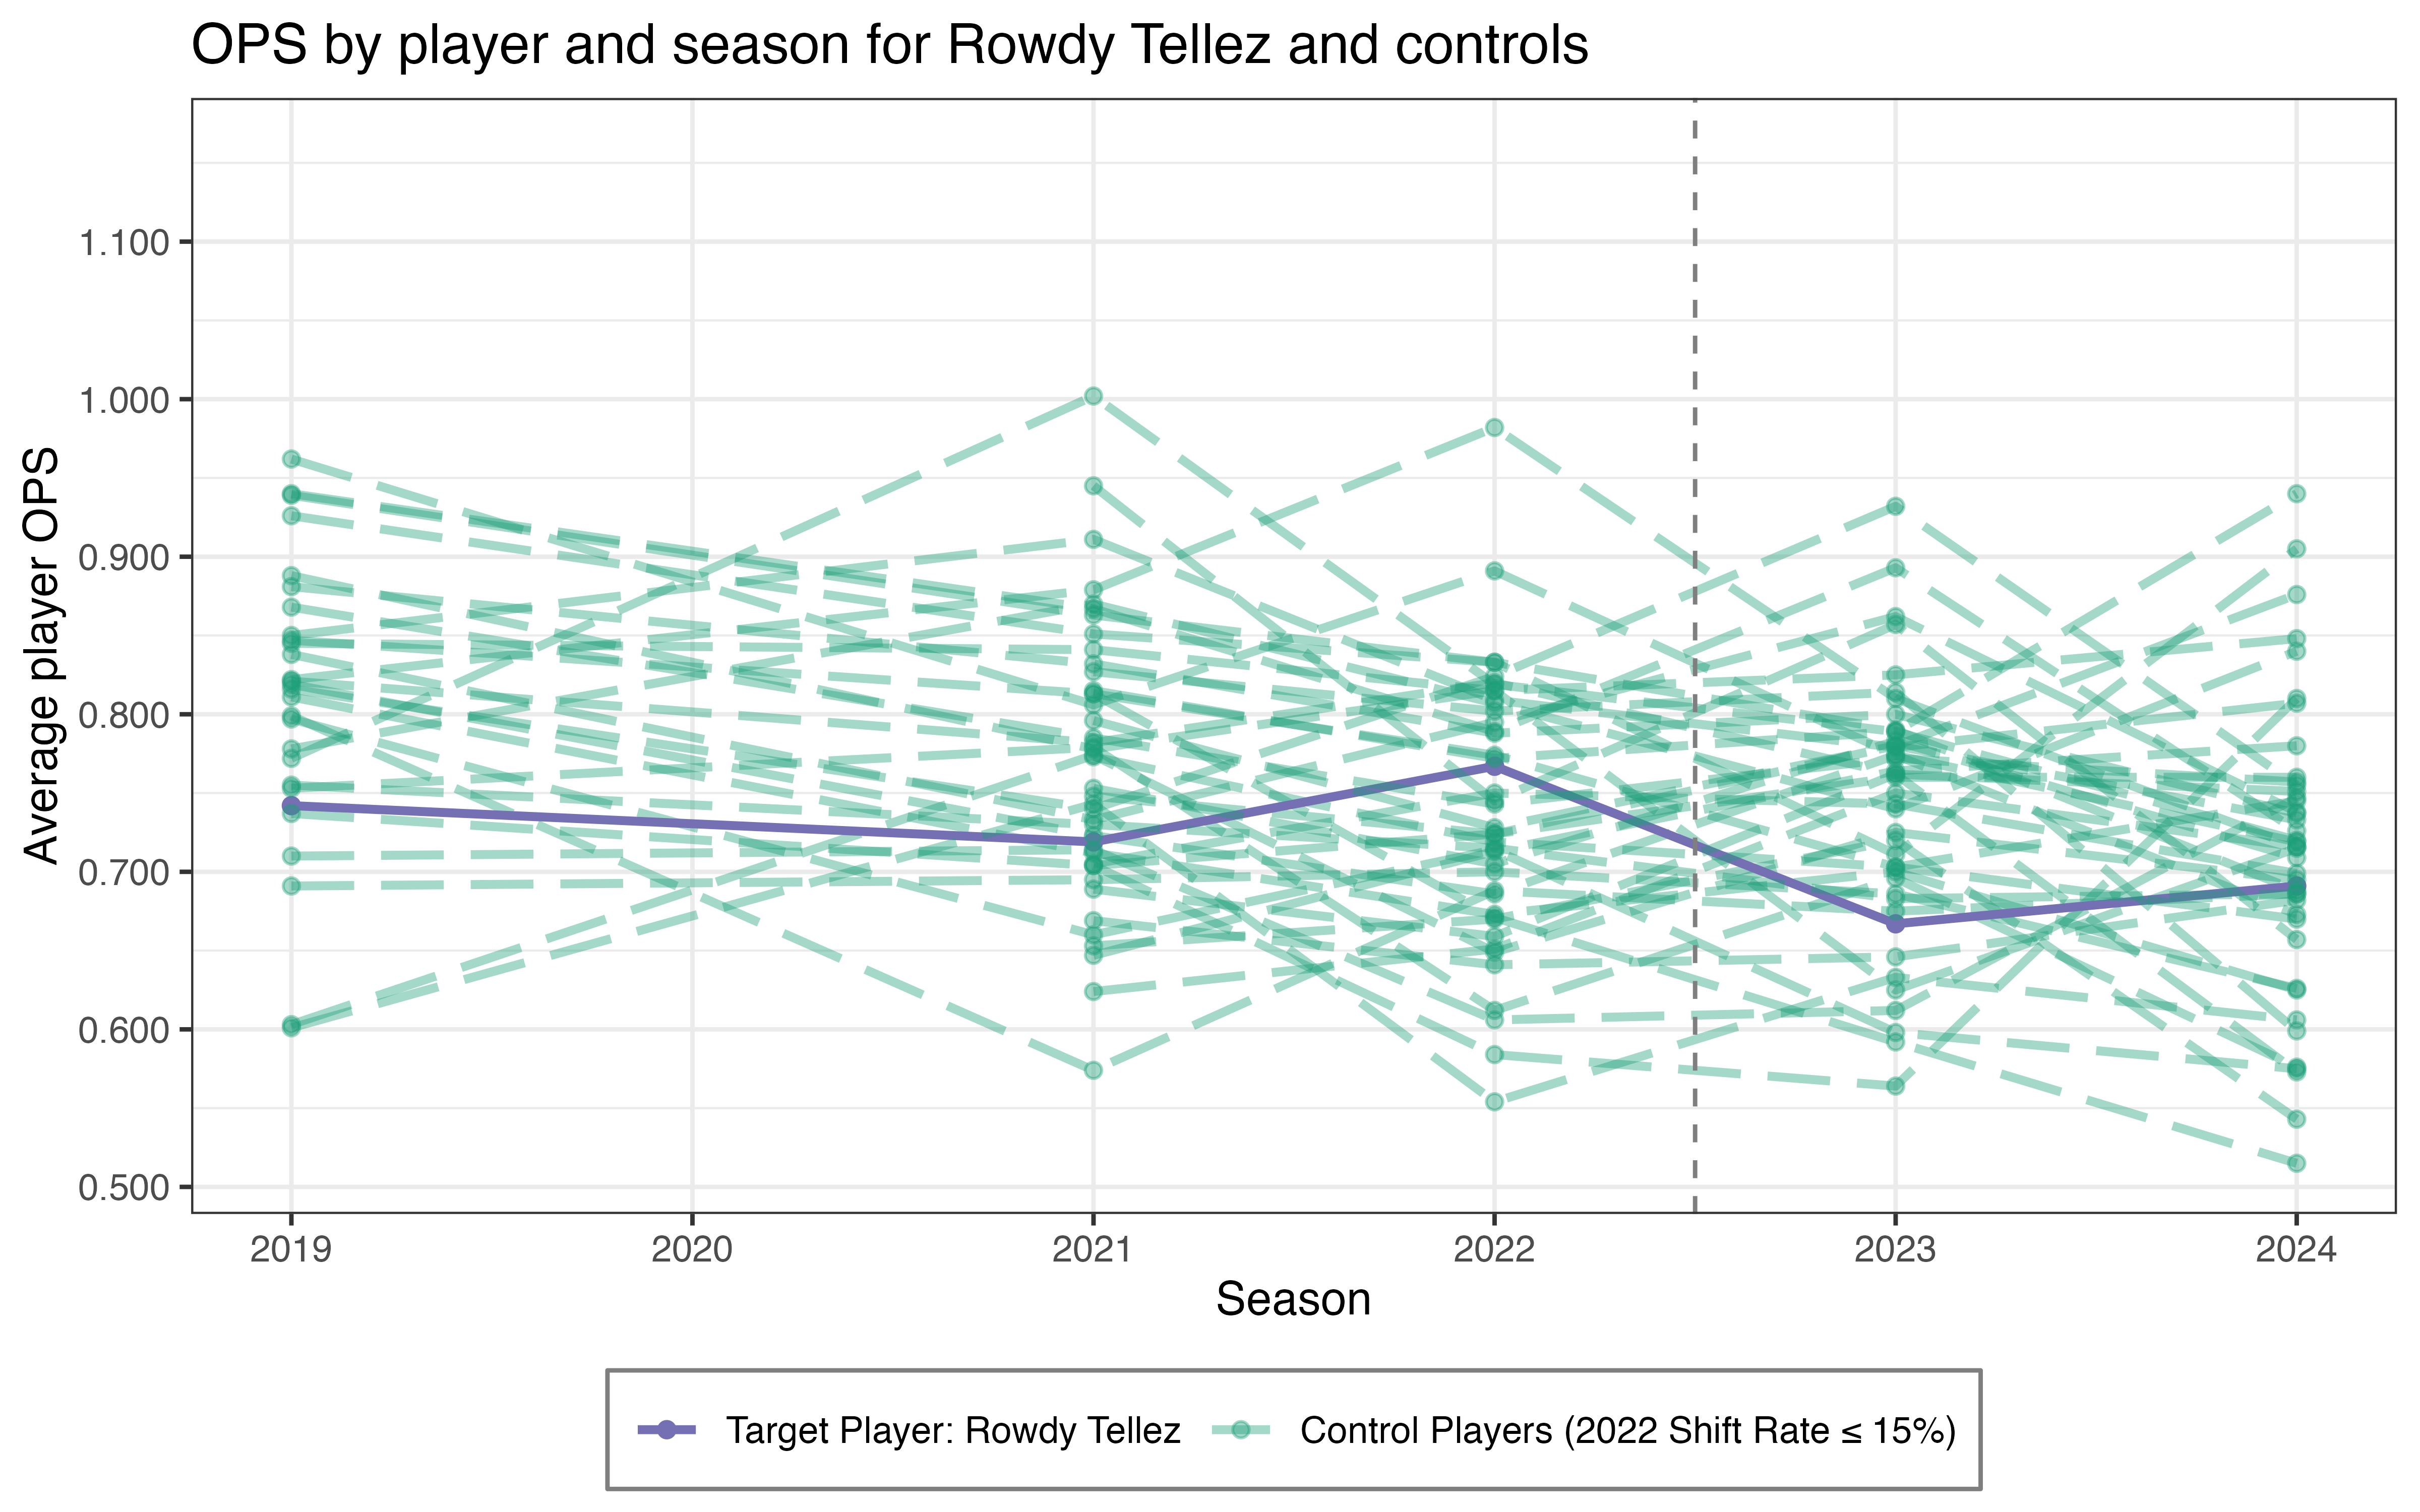 OPS by player and season for Rowdy Tellez and controls
Average player OPS
1.100
1.000
0.900
0.800
0.700
0.600
0.500
2019 2020 2021 2022 2023 2024
Season
Target Player: Rowdy Tellez Control Players (2022 Shift Rate ≤ 15%)